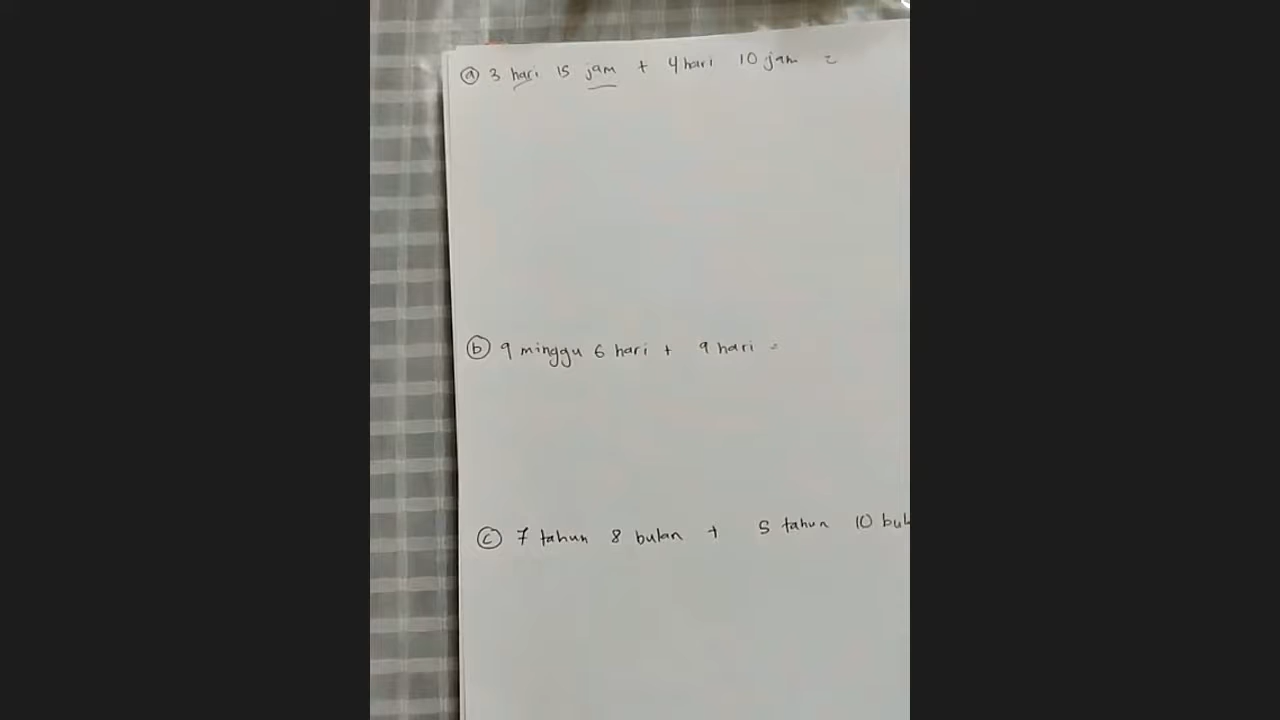 a 3 hari 15 jam + 4 hari 10 jam =
b 9 minggu 6 hari + 9 hari =
c 7 tahun 8 bulan + 5 tahun 10 bul